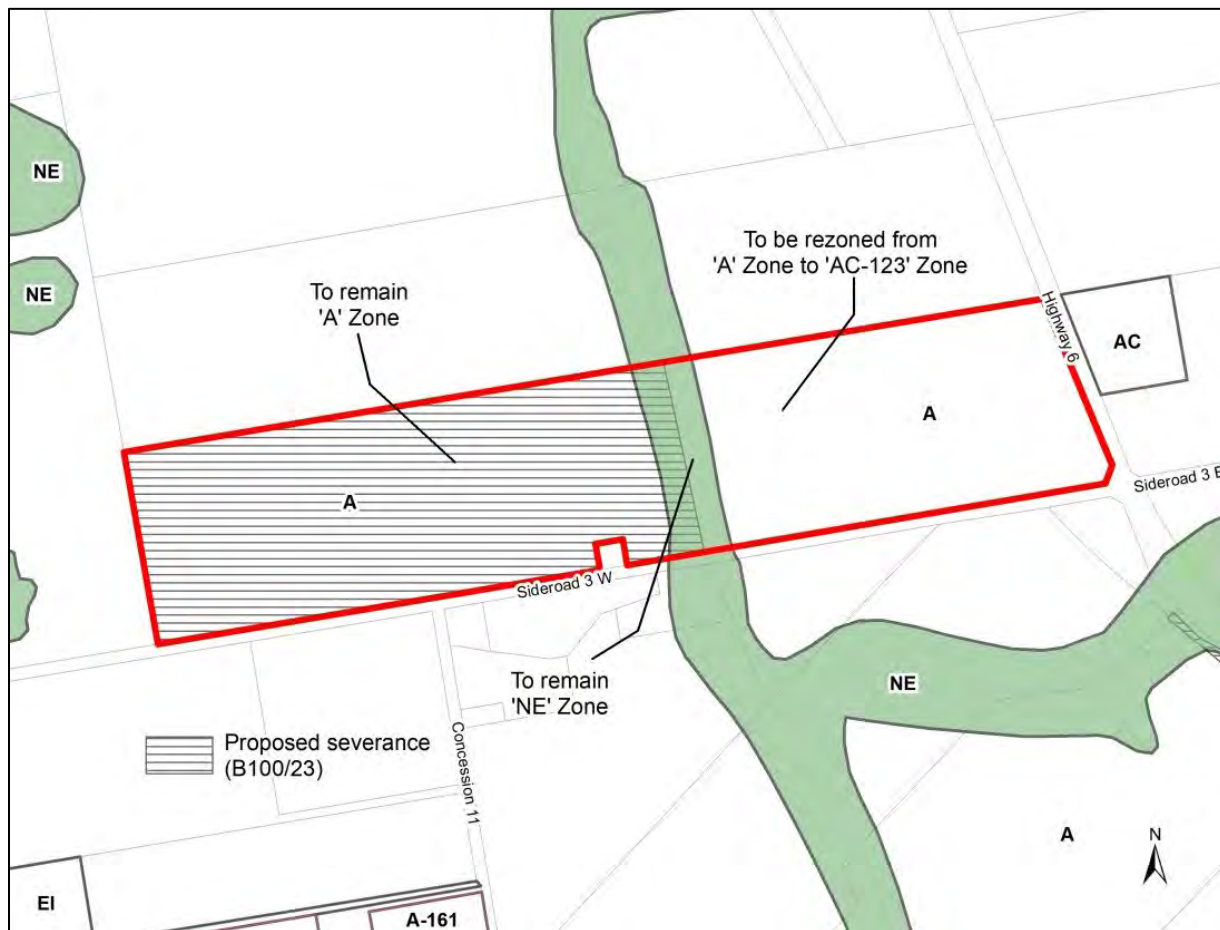 NE
To be rezoned from
'A' Zone to 'AC-123' Zone
NE
To remain
'A' Zone
Highway 6
AC
A
A
Sideroad 3 E
Sideroad 3 W
To remain
'NE' Zone
NE
Proposed severance
(B100/23)
Concession 11
A
N
EI
A-161